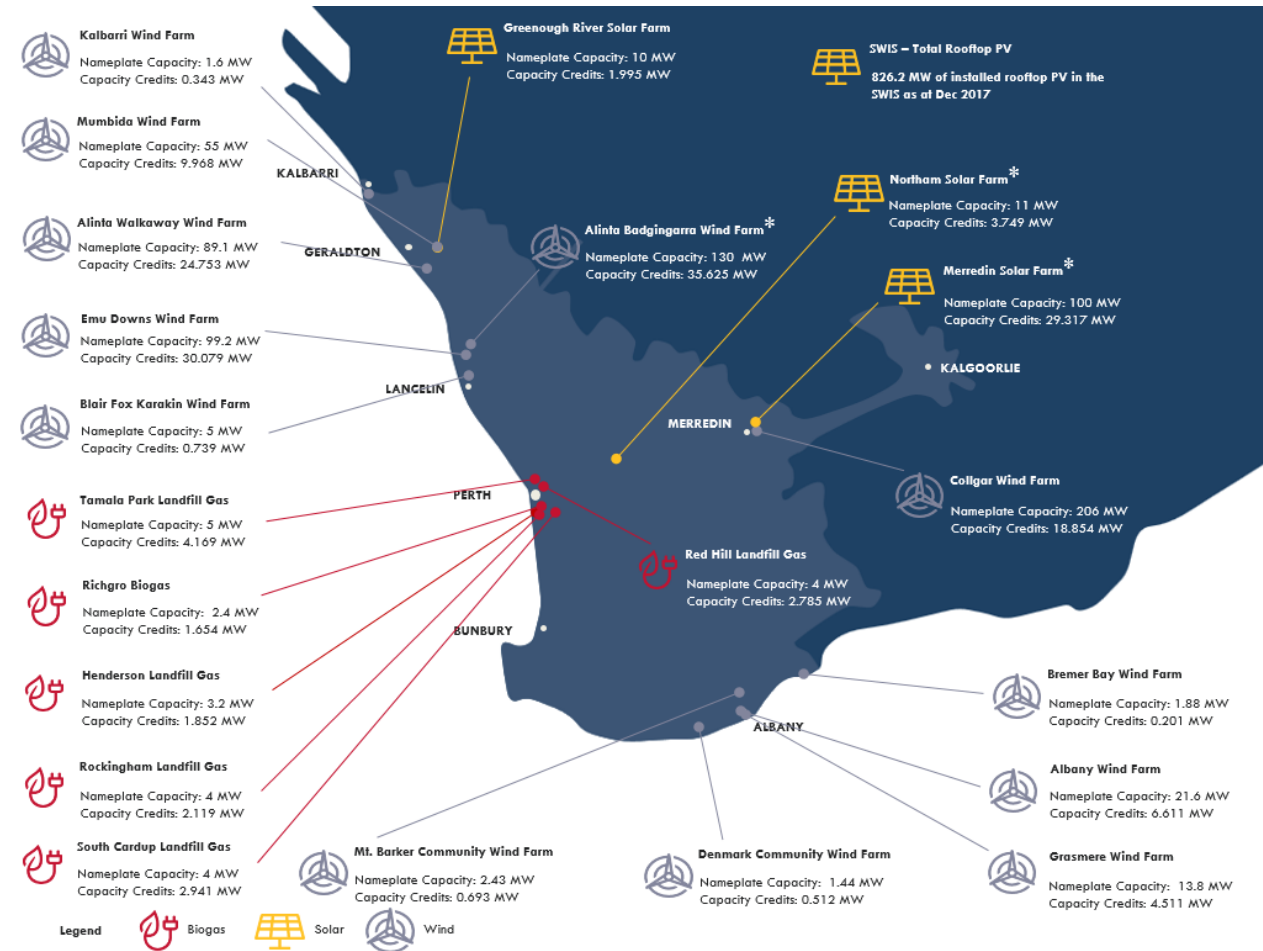 Kalbarri Wind Farm
Nameplate Capacity: 1.6 MW
Capacity Credits: 0.343 MW
Mumbida Wind Farm
Nameplate Capacity: 55 MW
Capacity Credits: 9.968 MW
Alinta Walkaway Wind Farm
Nameplate Capacity: 89.1 MW
Capacity Credits: 24.753 MW
Emu Downs Wind Farm
Nameplate Capacity: 99.2 MW
Capacity Credits: 30.079 MW
Blair Fox Karakin Wind Farm
Nameplate Capacity: 5 MW
Capacity Credits: 0.739 MW
Tamala Park Landfill Gas
Nameplate Capacity: 5 MW
Capacity Credits: 4.169 MW
Richgro Biogas
Nameplate Capacity: 2.4 MW
Capacity Credits: 1.654 MW
Henderson Landfill Gas
Nameplate Capacity: 3.2 MW
Capacity Credits: 1.852 MW
Rockingham Landfill Gas
Nameplate Capacity: 4 MW
Capacity Credits: 2.119 MW
South Cardup Landfill Gas
Nameplate Capacity: 4 MW
Capacity Credits: 2.941 MW
Greenough River Solar Farm
Nameplate Capacity: 10 MW
Capacity Credits: 1.995 MW
SWIS – Total Rooftop PV
826.2 MW of installed rooftop PV in the
SWIS as at Dec 2017
Northam Solar Farm*
Nameplate Capacity: 11 MW
Capacity Credits: 3.749 MW
Alinta Badgingarra Wind Farm*
Nameplate Capacity: 130 MW
Capacity Credits: 35.625 MW
Merredin Solar Farm*
Nameplate Capacity: 100 MW
Capacity Credits: 29.317 MW
KALBARRI
GERALDTON
LANCELIN
KALGOORLIE
MERREDIN
PERTH
BUNBURY
ALBANY
Collgar Wind Farm
Nameplate Capacity: 206 MW
Capacity Credits: 18.854 MW
Red Hill Landfill Gas
Nameplate Capacity: 4 MW
Capacity Credits: 2.785 MW
Bremer Bay Wind Farm
Nameplate Capacity: 1.88 MW
Capacity Credits: 0.201 MW
Albany Wind Farm
Nameplate Capacity: 21.6 MW
Capacity Credits: 6.611 MW
Grasmere Wind Farm
Nameplate Capacity: 13.8 MW
Capacity Credits: 4.511 MW
Mt. Barker Community Wind Farm
Nameplate Capacity: 2.43 MW
Capacity Credits: 0.693 MW
Denmark Community Wind Farm
Nameplate Capacity: 1.44 MW
Capacity Credits: 0.512 MW
Legend Biogas Solar Wind